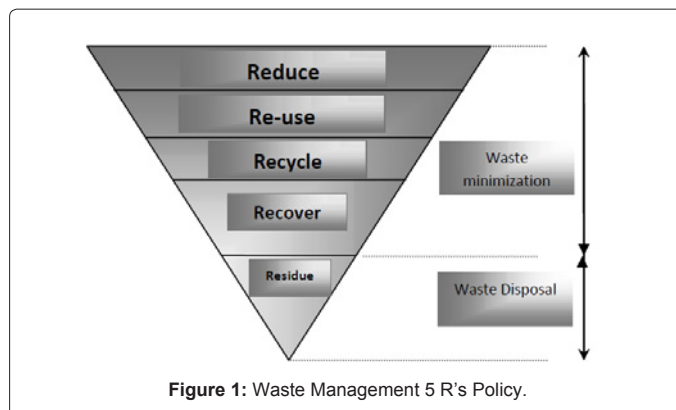 Reduce
Re-use
Recycle
Recover
Residue
Waste
minimization
Waste Disposal
Figure 1: Waste Management 5 R's Policy.